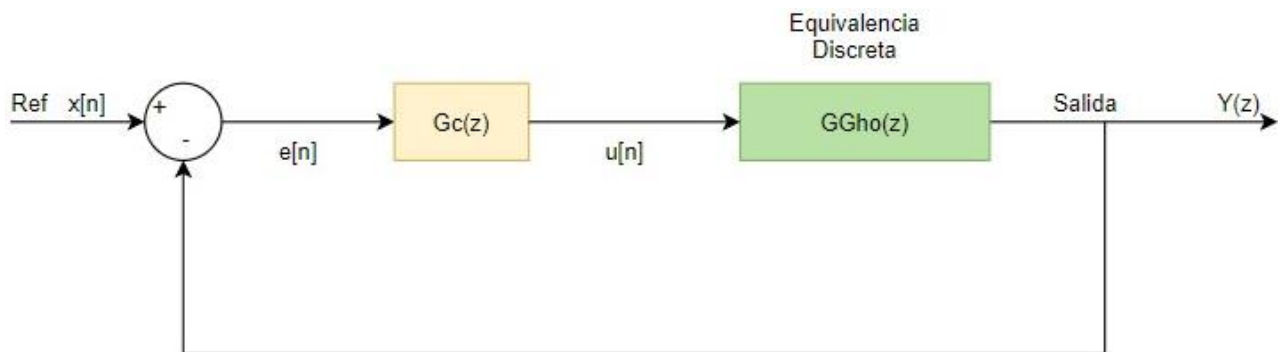 Equivalencia
Discreta
Ref x[n]
+
-
e[n]
Gc(z)
u[n]
GGho(z)
Salida
Y(z)